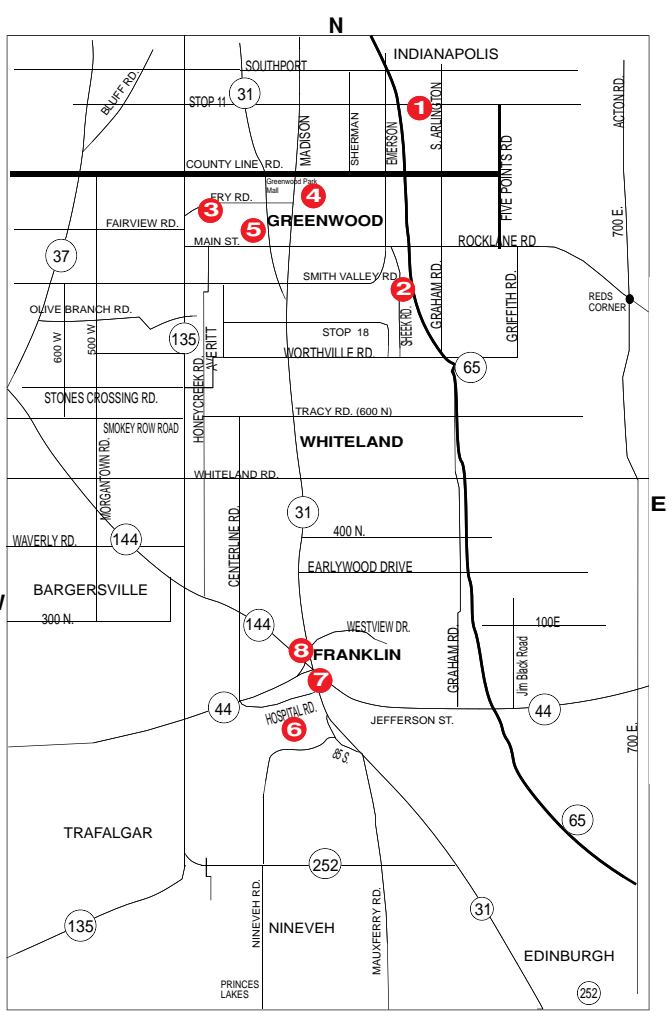 N
INDIANAPOLIS
SOUTHPORT
BLUFF RD.
31
STOP 11
1
S. ARLINGTON
ACTON RD.
MADISON
SHERMAN
EMERSON
FIVE POINTS RD
COUNTY LINE RD.
Greenwood Park
Mall
4
FRY RD.
3
700 E.
FAIRVIEW RD.
5
GREENWOOD
MAIN ST.
ROCKLANE RD
37
SMITH VALLEY RD.
2
GRAHAM RD.
GRIFFITH RD.
REDS
CORNER
OLIVE BRANCH RD.
SHEEK RD.
600 W
500 W
135
AVERITT
STOP 18
WORTHVILLE RD.
65
STONES CROSSING RD.
HONEYCREEK RD.
TRACY RD. (600 N)
SMOKEY ROW ROAD
WHITELAND
MORGANTOWN RD.
WHITELAND RD.
E
31
CENTERLINE RD.
400 N.
WAVERLY RD.
144
EARLYWOOD DRIVE
BARGERSVILLE
300 N.
144
WESTVIEW DR.
100E
8
FRANKLIN
GRAHAM RD.
Jim Black Road
7
44
HOSPITAL RD.
JEFFERSON ST.
44
6
700 E.
85 S.
65
TRAFALGAR
252
135
NINEVEH RD.
NINEVEH
MAUXFERRY RD.
31
EDINBURGH
PRINCES
LAKES
252